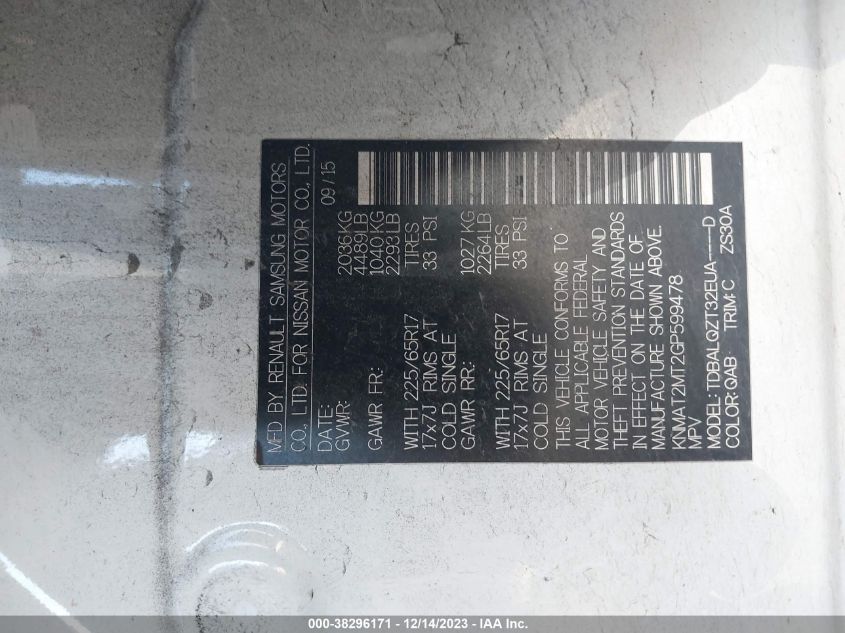 MFD BY RENAULT SAMSUNG MOTORS
CO., LTD. FOR NISSAN MOTOR CO., LTD.
DATE: 09/15
GVWR: 2036KG
4489LB
GAWR FR: 1040KG
2293LB
WITH 225/65R17 TIRES
17x7J RIMS AT 33 PSI
COLD SINGLE
GAWR RR: 1027KG
2264LB
WITH 225/65R17 TIRES
17x7J RIMS AT 33 PSI
COLD SINGLE
THIS VEHICLE CONFORMS TO
ALL APPLICABLE FEDERAL
MOTOR VEHICLE SAFETY AND
THEFT PREVENTION STANDARDS
IN EFFECT ON THE DATE OF
MANUFACTURE SHOWN ABOVE.
KNMAT2MT2GP599478
MPV
MODEL: TDBALQZT32EUA-----D
COLOR:QAB TRIM:C ZS30A
000-38296171 - 12/14/2023 - IAA Inc.